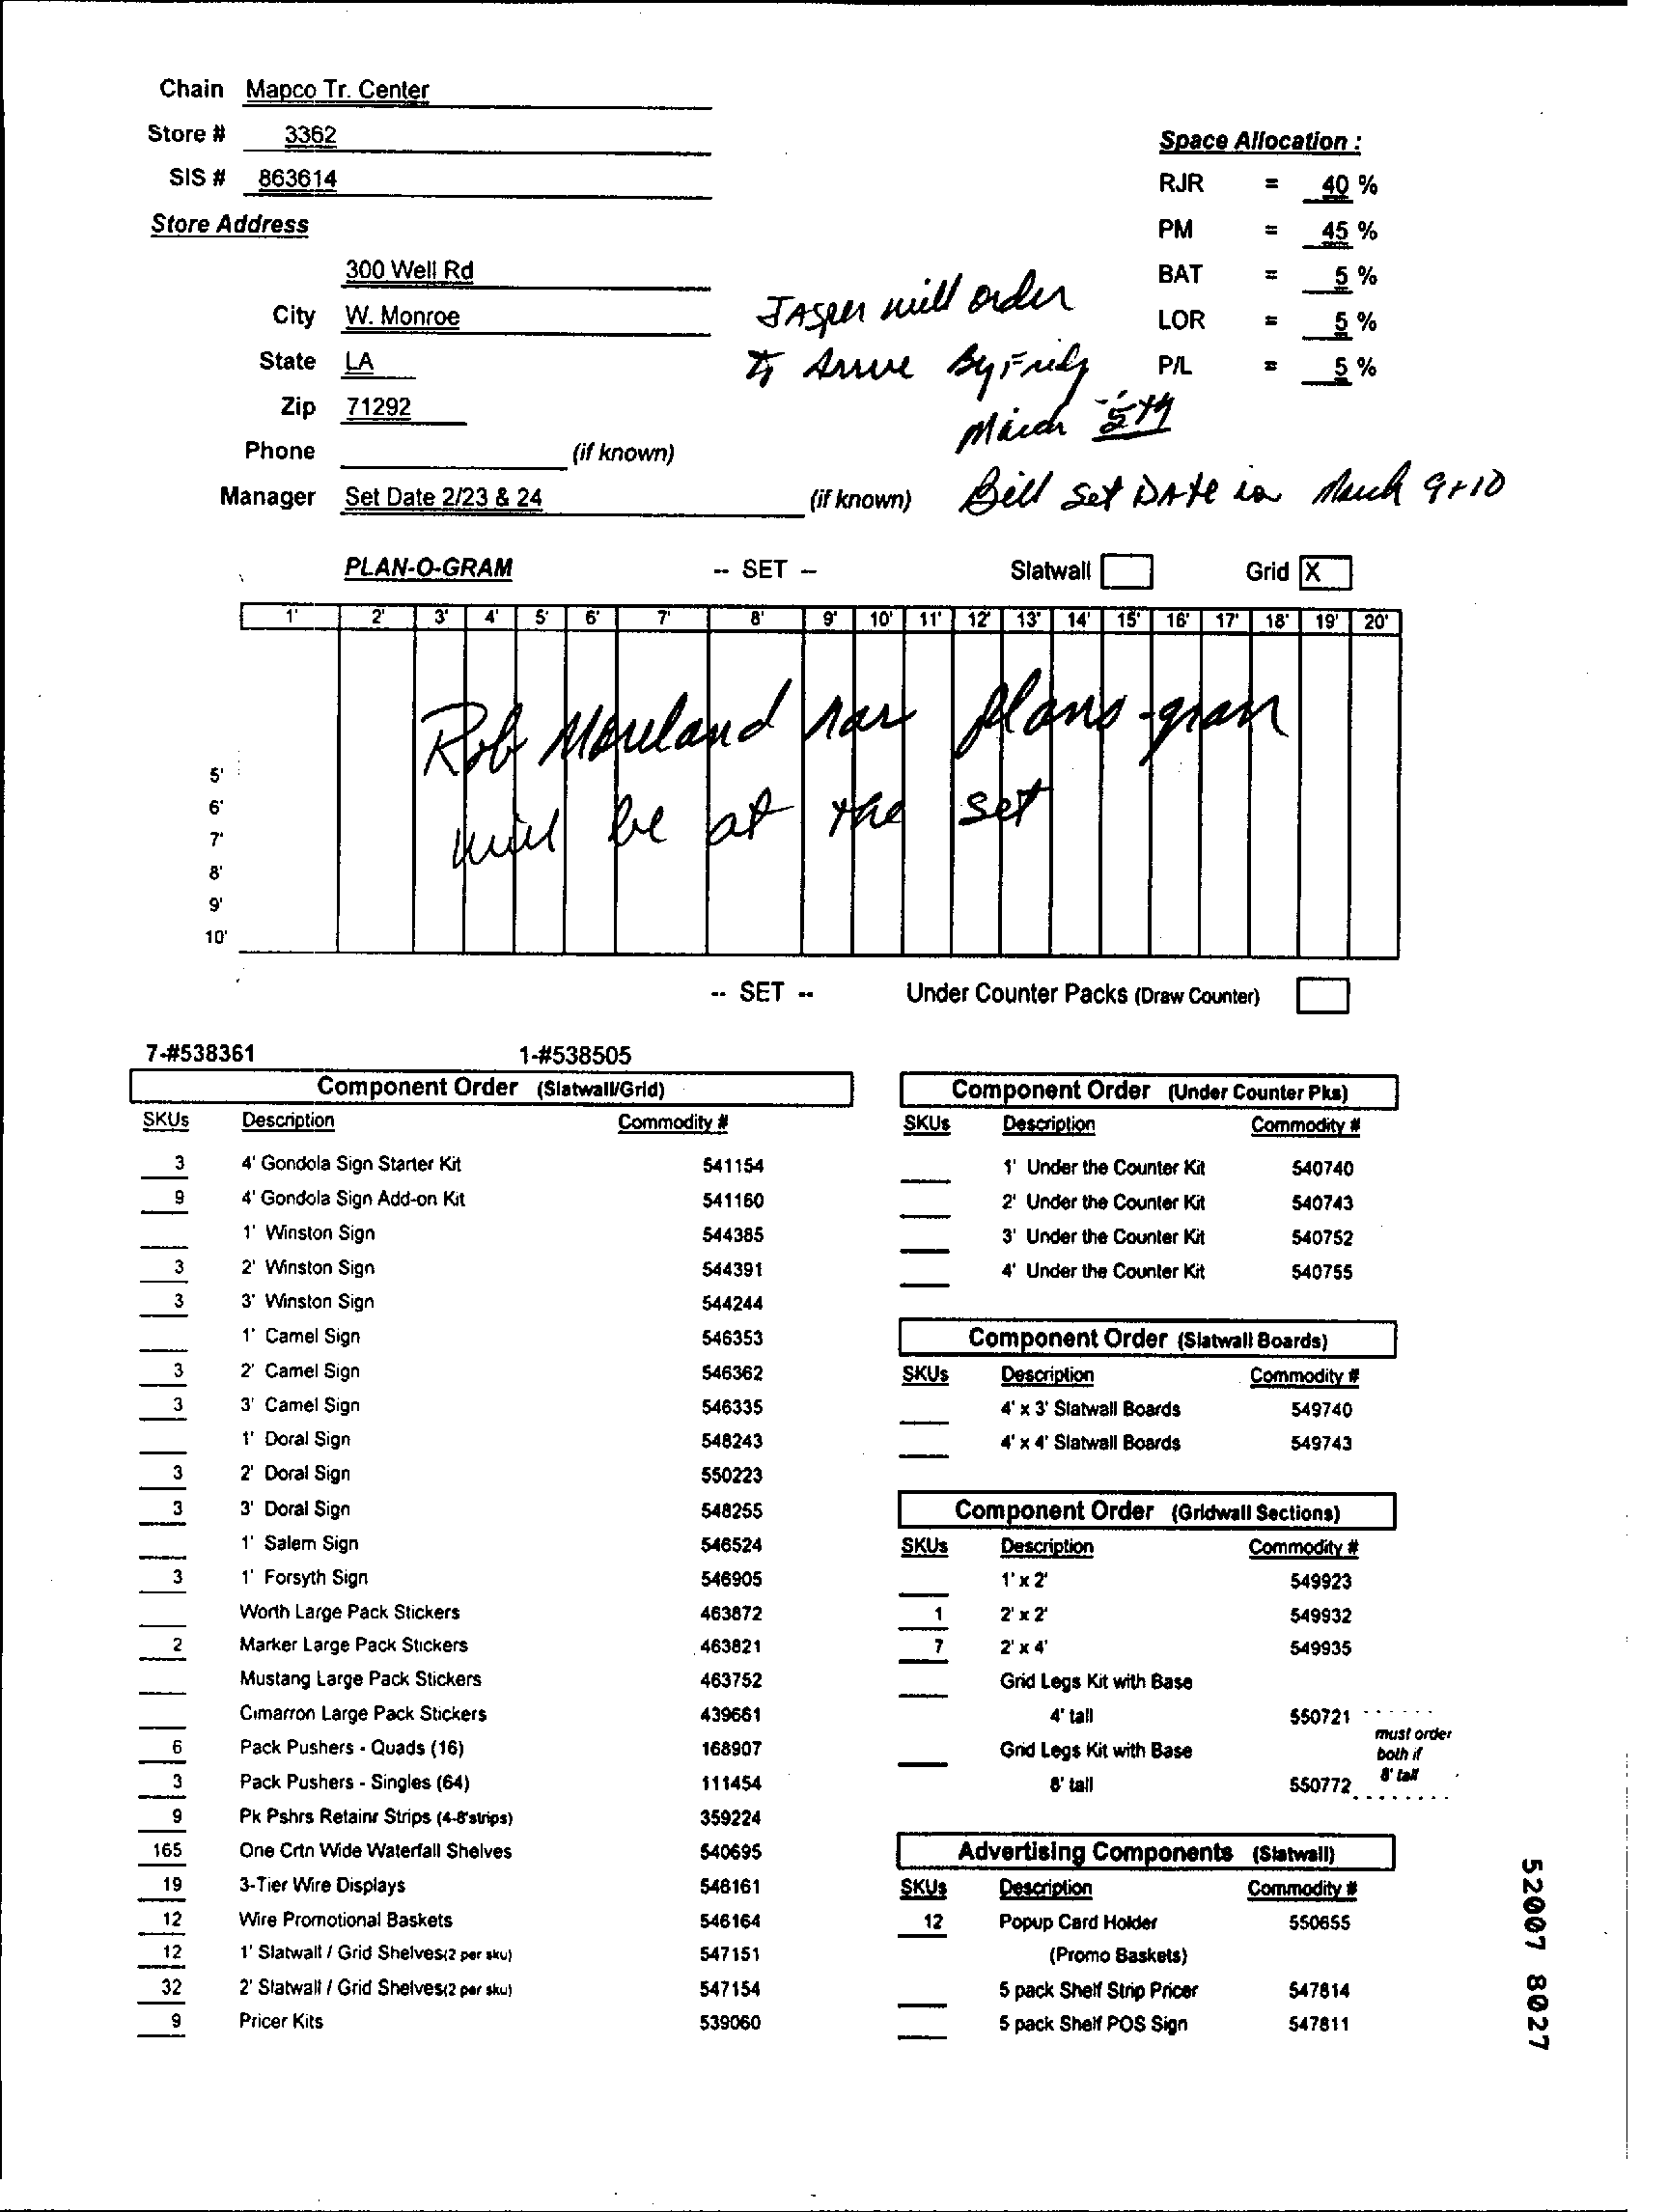 Chain Mapco Tr. Center
Store # 3362
SIS # 863614
Store Address
300 Well Rd
City W. Monroe
State LA
Zip 71292
Phone (if known)
Manager Set Date 2/23 & 24 (if known)
Space Allocation :
RJR = 40 %
PM = 45 %
BAT = 5 %
LOR = 5 %
P/L = 5 %
JASper will order
to Arrive By Friday
March 5th
Bill Set DAte is March 9+10
PLAN-O-GRAM -- SET -- Slatwall Grid X
1' 2' 3' 4' 5' 6' 7' 8' 9' 10' 11' 12' 13' 14' 15' 16' 17' 18' 19' 20'
Rob Moreland has plano-gram
will be at the set
5'
6'
7'
8'
9'
10'
-- SET -- Under Counter Packs (Draw Counter)
7-#538361 1-#538505
Component Order (Slatwall/Grid)
SKUs Description Commodity #
3 4' Gondola Sign Starter Kit 541154
9 4' Gondola Sign Add-on Kit 541160
1' Winston Sign 544385
3 2' Winston Sign 544391
3 3' Winston Sign 544244
1' Camel Sign 546353
3 2' Camel Sign 546362
3 3' Camel Sign 546335
1' Doral Sign 548243
3 2' Doral Sign 550223
3 3' Doral Sign 548255
1' Salem Sign 546524
3 1' Forsyth Sign 546905
Worth Large Pack Stickers 463872
2 Marker Large Pack Stickers 463821
Mustang Large Pack Stickers 463752
Cimarron Large Pack Stickers 439661
6 Pack Pushers - Quads (16) 168907
3 Pack Pushers - Singles (64) 111454
9 Pk Pshrs Retainr Strips (4-8'strips) 359224
165 One Crtn Wide Waterfall Shelves 540695
19 3-Tier Wire Displays 548161
12 Wire Promotional Baskets 546164
12 1' Slatwall / Grid Shelves(2 per sku) 547151
32 2' Slatwall / Grid Shelves(2 per sku) 547154
9 Pricer Kits 539060
Component Order (Under Counter Pks)
SKUs Description Commodity #
1' Under the Counter Kit 540740
2' Under the Counter Kit 540743
3' Under the Counter Kit 540752
4' Under the Counter Kit 540755
Component Order (Slatwall Boards)
SKUs Description Commodity #
4' x 3' Slatwall Boards 549740
4' x 4' Slatwall Boards 549743
Component Order (Gridwall Sections)
SKUs Description Commodity #
1' x 2' 549923
1 2' x 2' 549932
7 2' x 4' 549935
Grid Legs Kit with Base
4' tall 550721
Grid Legs Kit with Base
8' tall 550772
must order
both if
8' tall
Advertising Components (Slatwall)
SKUs Description Commodity #
12 Popup Card Holder 550655
(Promo Baskets)
5 pack Shelf Strip Pricer 547814
5 pack Shelf POS Sign 547811
52007 8027